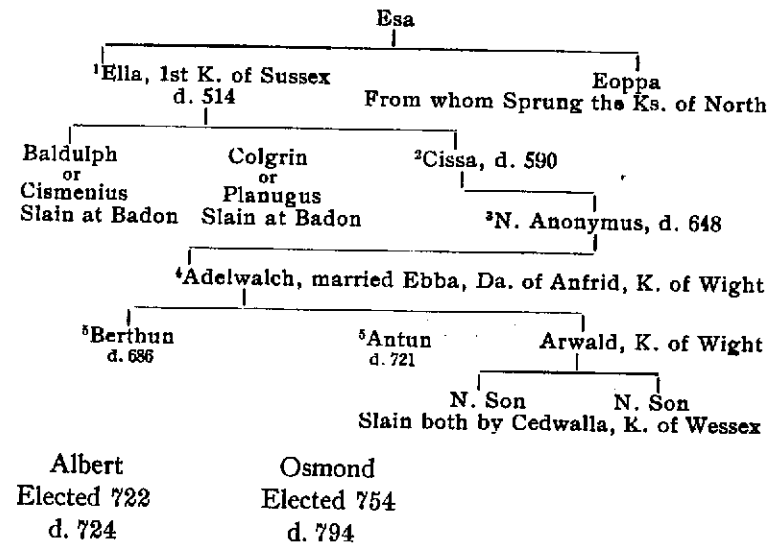 Esa
¹Ella, 1st K. of Sussex
d. 514
Eoppa
From whom Sprung the Ks. of North
Baldulph
or
Cismenius
Slain at Badon
Colgrin
or
Planugus
Slain at Badon
²Cissa, d. 590
³N. Anonymus, d. 648
⁴Adelwalch, married Ebba, Da. of Anfrid, K. of Wight
⁵Berthun
d. 686
⁵Antun
d. 721
Arwald, K. of Wight
N. Son N. Son
Slain both by Cedwalla, K. of Wessex
Albert
Elected 722
d. 724
Osmond
Elected 754
d. 794